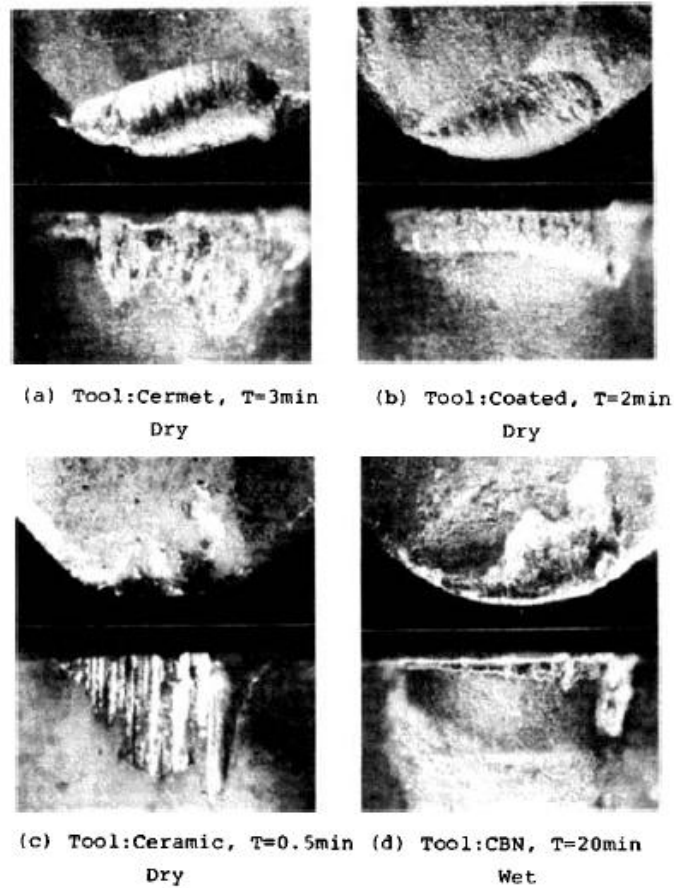 (a) Tool:Cermet, T=3min
Dry
(b) Tool:Coated, T=2min
Dry
(c) Tool:Ceramic, T=0.5min
Dry
(d) Tool:CBN, T=20min
Wet